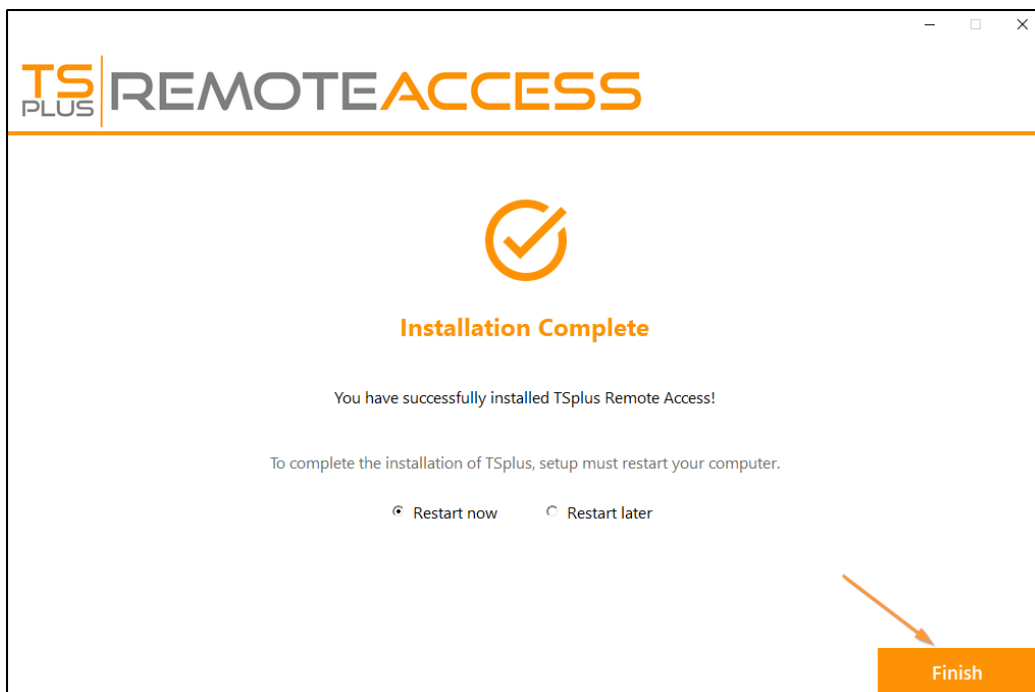 TS PLUS REMOTEACCESS
Installation Complete
You have successfully installed TSplus Remote Access!
To complete the installation of TSplus, setup must restart your computer.
Restart now Restart later
Finish